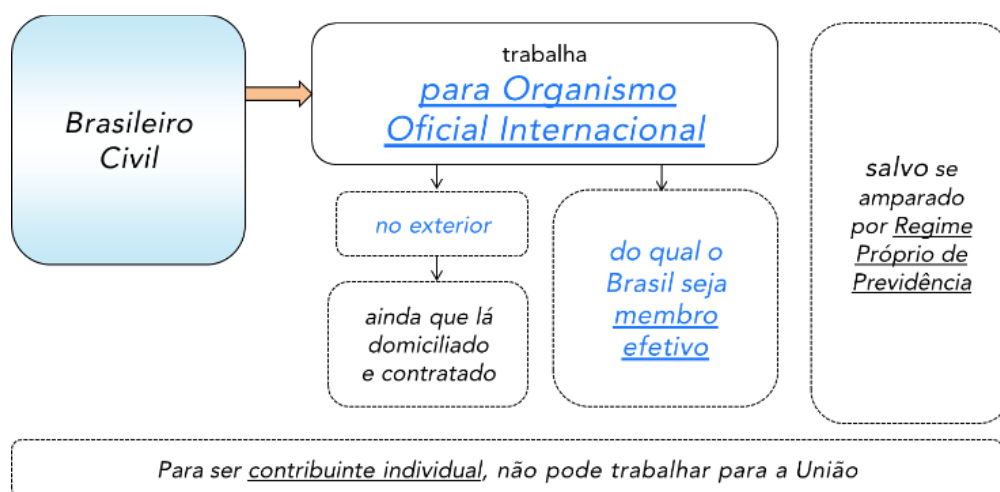 Brasileiro
Civil
trabalha
para Organismo
Oficial Internacional
no exterior
ainda que lá
domiciliado
e contratado
do qual o
Brasil seja
membro
efetivo
salvo se
amparado
por Regime
Próprio de
Previdência
Para ser contribuinte individual, não pode trabalhar para a União